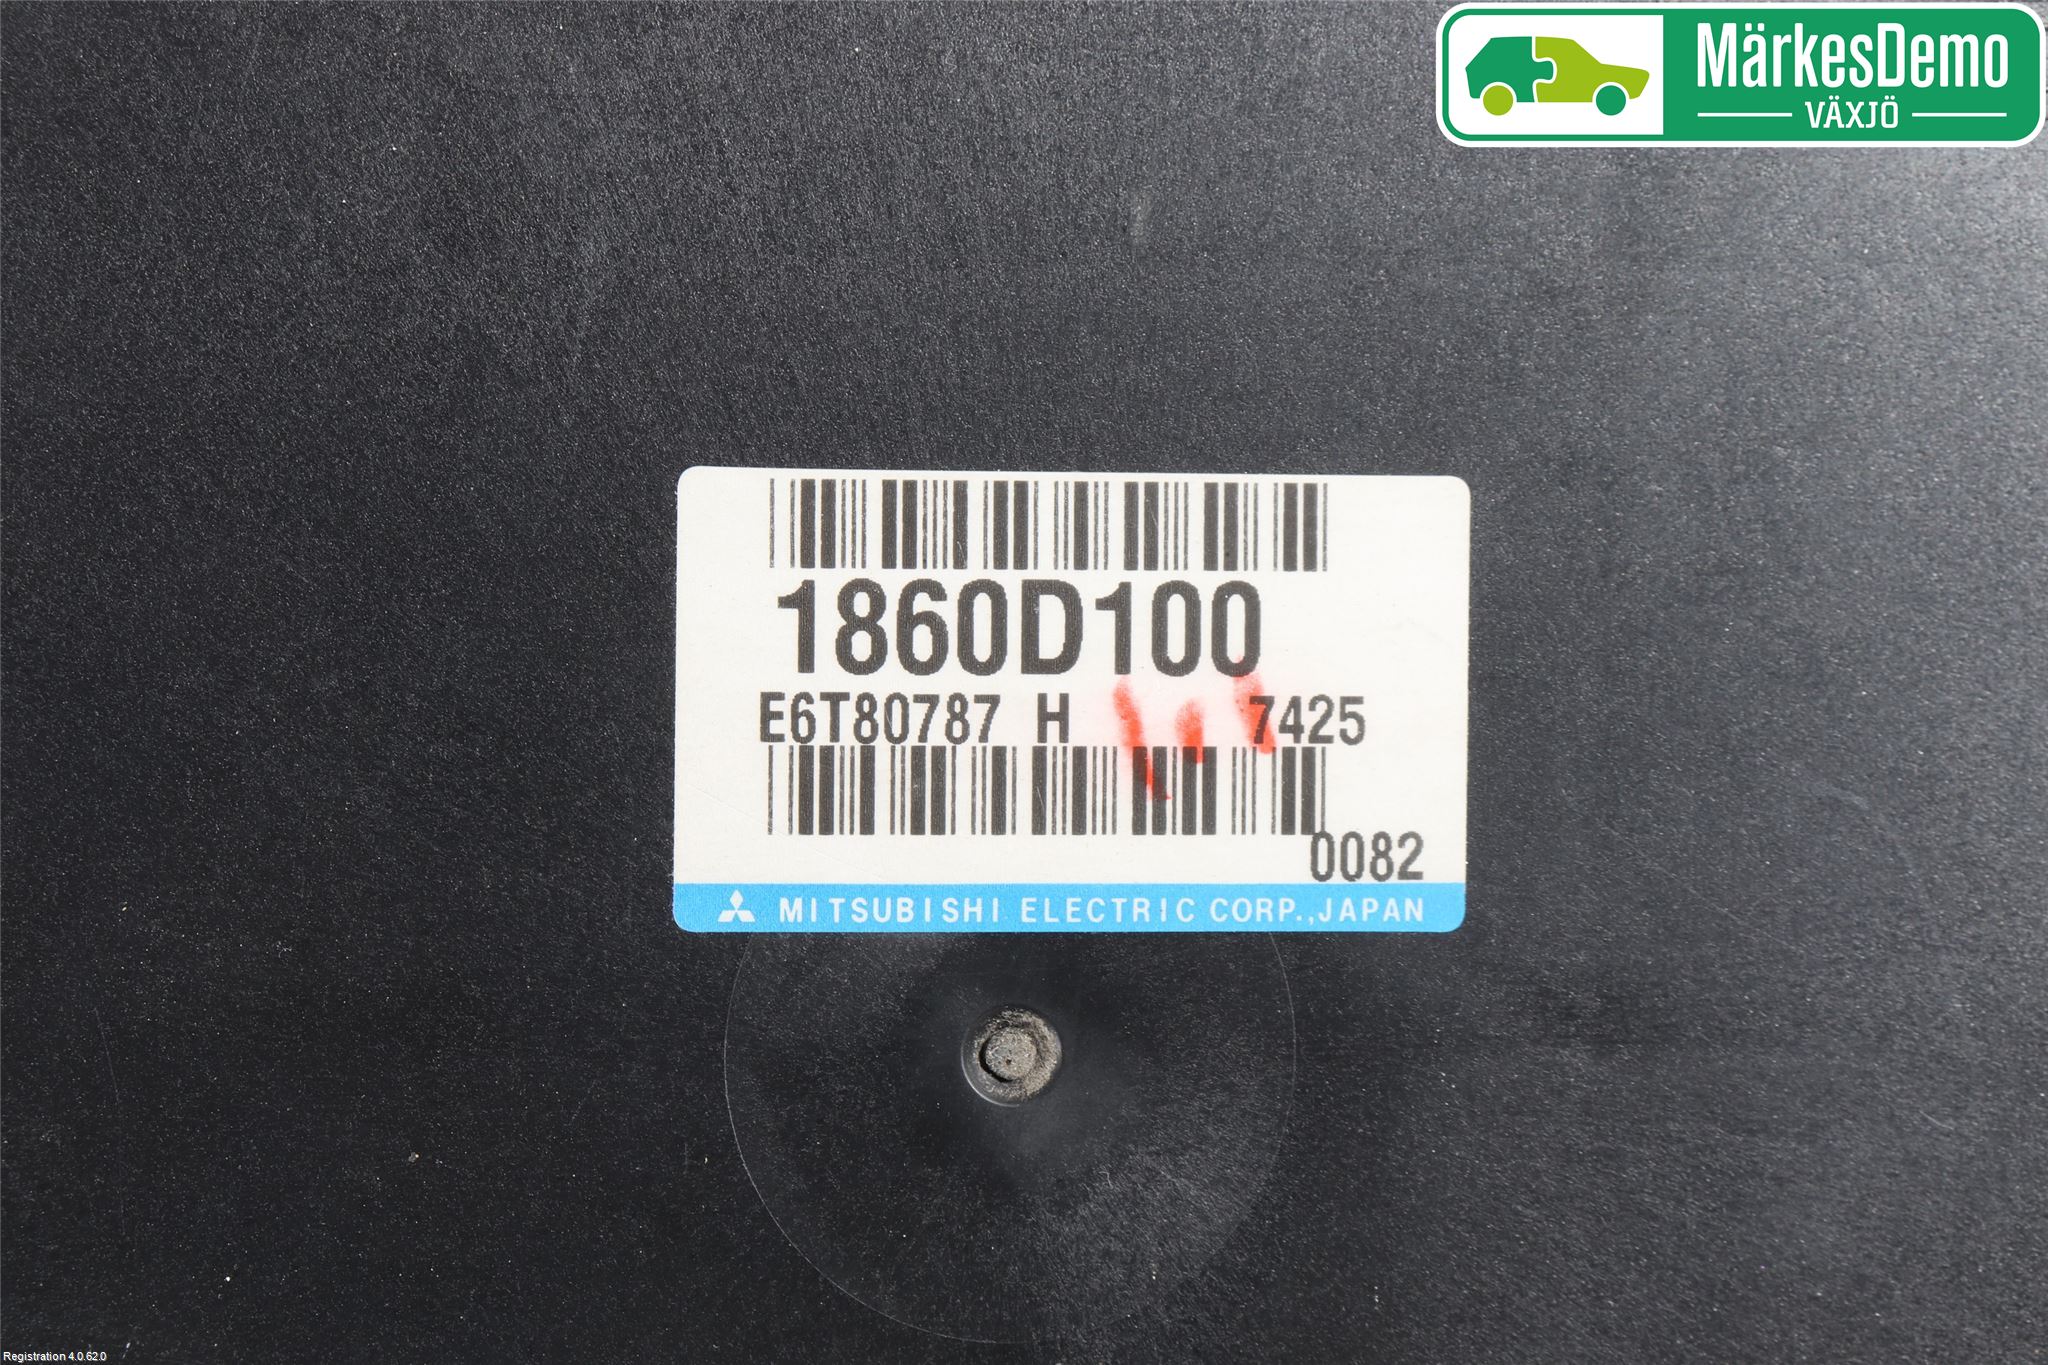 MärkesDemo
VÄXJÖ
1860D100
E6T80787 H 7425
0082
MITSUBISHI ELECTRIC CORP.,JAPAN
Registration 4.0.62.0